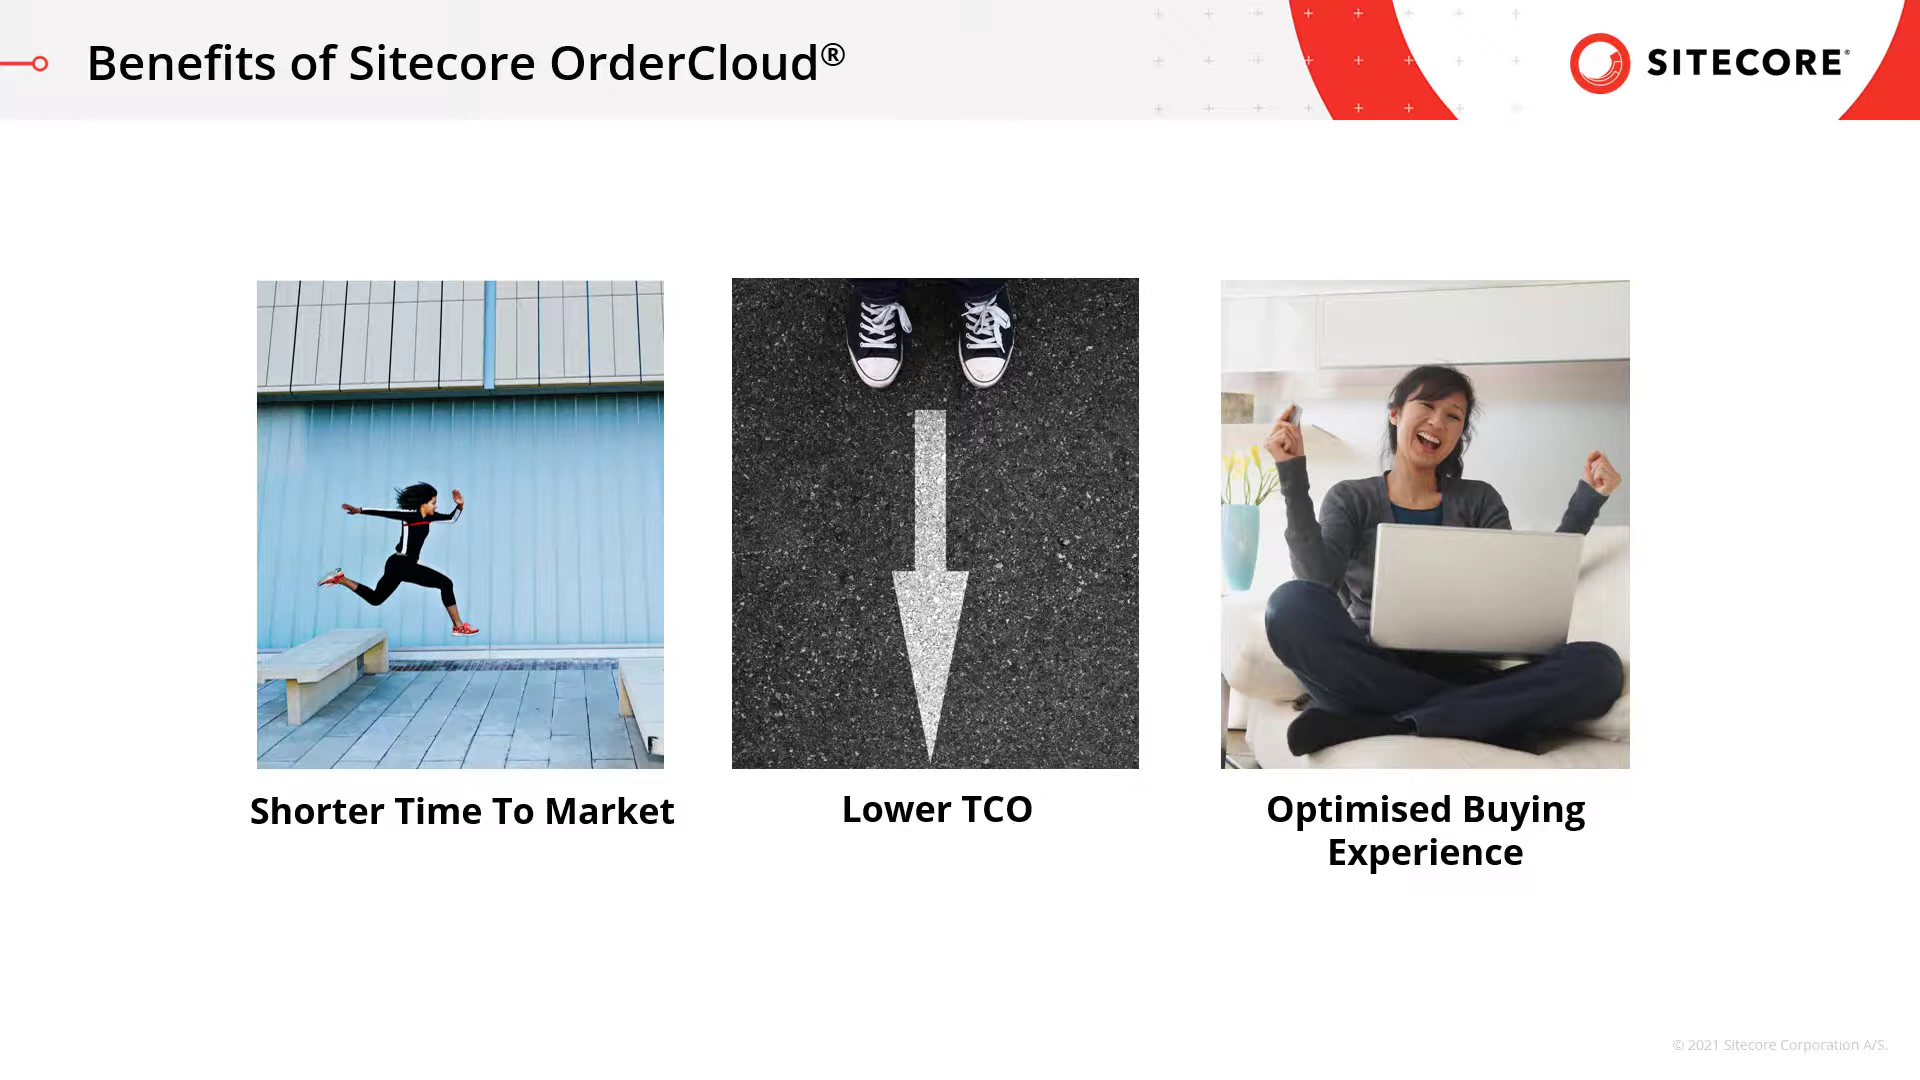 Benefits of Sitecore OrderCloud®
SITECORE®
Shorter Time To Market
Lower TCO
Optimised Buying
Experience
© 2021 Sitecore Corporation A/S.